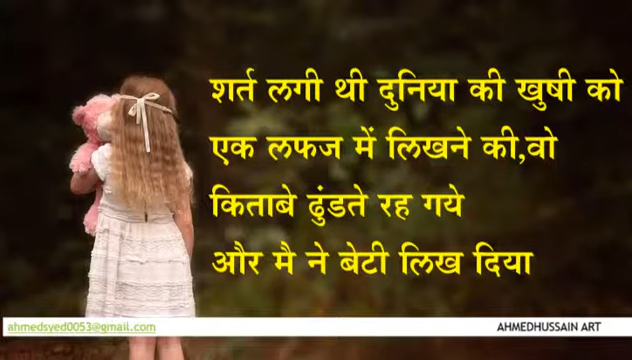 शर्त लगी थी दुनिया की खुषी को
एक लफज में लिखने की,वो
किताबे ढुंडते रह गये
और मै ने बेटी लिख दिया
ahmedsyed0053@gmail.com
AHMEDHUSSAIN ART